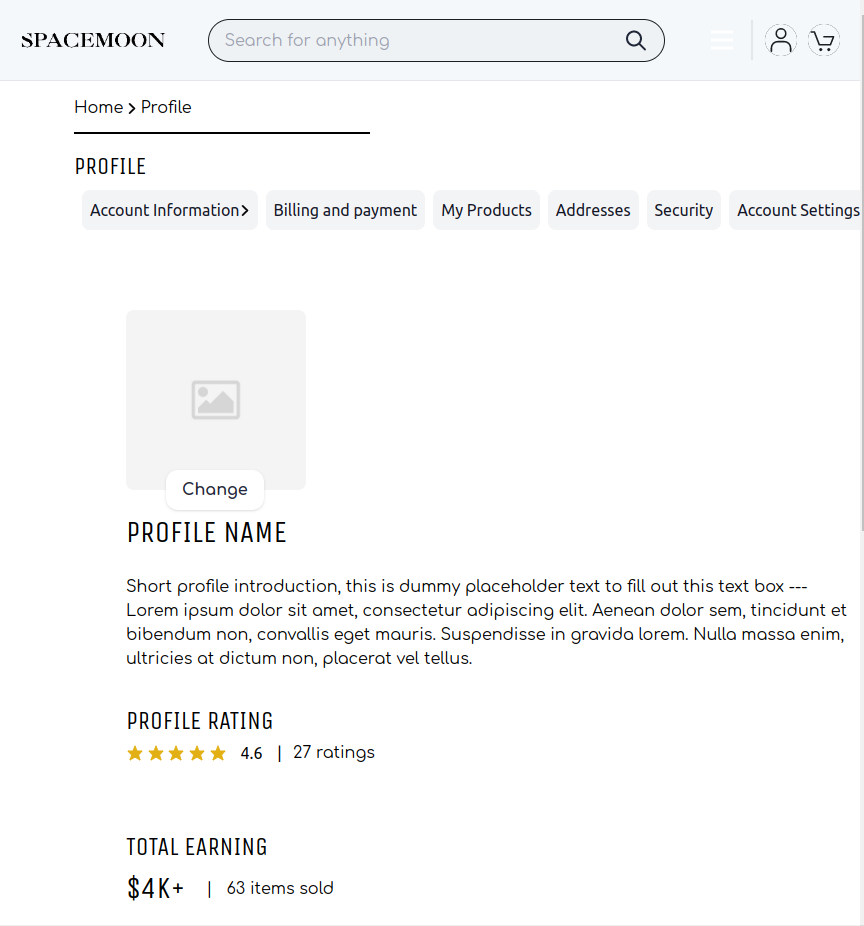 SPACEMOON
Search for anything
Home > Profile
PROFILE
Account Information> Billing and payment My Products Addresses Security Account Settings
Change
PROFILE NAME
Short profile introduction, this is dummy placeholder text to fill out this text box ---
Lorem ipsum dolor sit amet, consectetur adipiscing elit. Aenean dolor sem, tincidunt et
bibendum non, convallis eget mauris. Suspendisse in gravida lorem. Nulla massa enim,
ultricies at dictum non, placerat vel tellus.
PROFILE RATING
4.6 | 27 ratings
TOTAL EARNING
$4K+ | 63 items sold